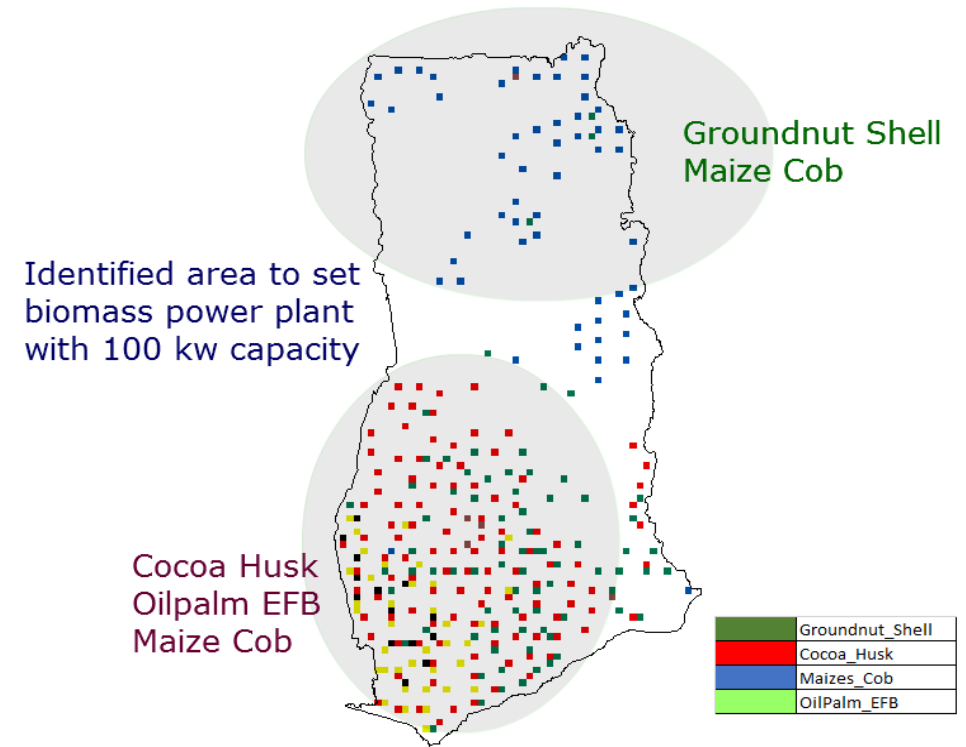 Groundnut Shell
Maize Cob
Identified area to set
biomass power plant
with 100 kw capacity
Cocoa Husk
Oilpalm EFB
Maize Cob
Groundnut_Shell
Cocoa_Husk
Maizes_Cob
OilPalm_EFB